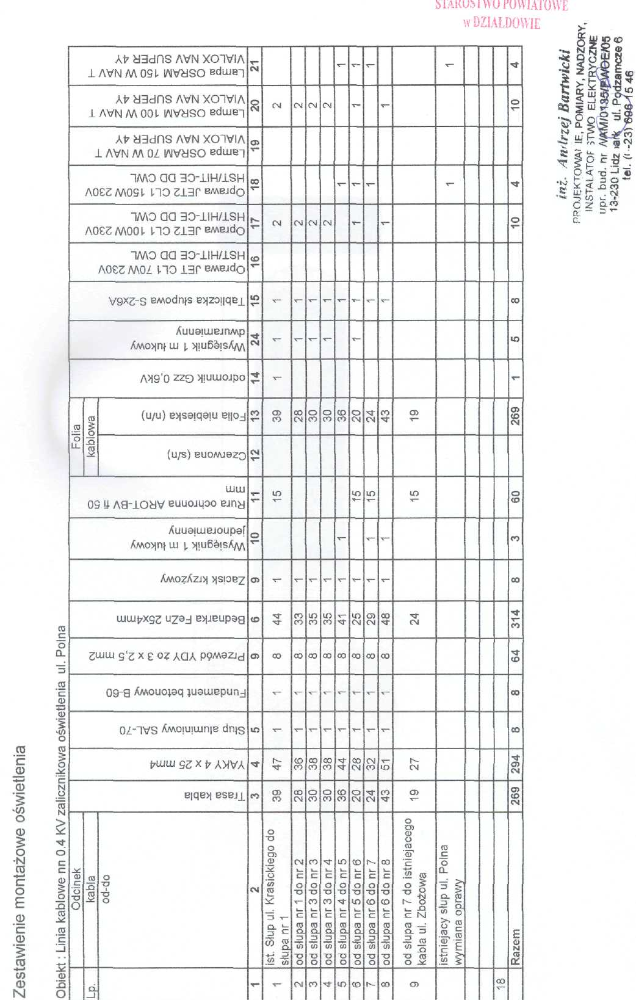 Zestawienie montażowe oświetlenia
Obiekt : Linia kablowe nn 0.4 KV zalicznikowa oświetlenia ul. Polna
Lp. | Odcinek kabla od-do | Trasa kabla | YAKY 4 x 25 mm4 | Słup aluminiowy SAL-70 | Fundament betonowy B-60 | Przewód YDY żo 3 x 2,5 mm2 | Bednarka FeZn 25x4mm | Zacisk krzyżowy | Wysięgnik 1 m łukowy jednoramienny | Rura ochronna AROT-BV fi 50 mm | Folia kablowa Czerwona (s/n) | Folia niebieska (n/n) | odromnik Gzz 0,6kV | Wysięgnik 1 m łukowy dwuramienny | Tabliczka słupowa S-2x6A | Oprawa JET CL1 70W 230V HST/HIT-CE DD CWL | Oprawa JET2 CL1 100W 230V HST/HIT-CE DD CWL | Oprawa JET2 CL1 150W 230V HST/HIT-CE DD CWL | Lampa OSRAM 70 W NAV T VIALOX NAV SUPER 4Y | Lampa OSRAM 100 W NAV T VIALOX NAV SUPER 4Y | Lampa OSRAM 150 W NAV T VIALOX NAV SUPER 4Y
1 | 2 | 3 | 4 | 5 | | 9 | 6 | 9 | 10 | 11 | 12 | 13 | 14 | 24 | 15 | 16 | 17 | 18 | 19 | 20 | 21
1 | ist. Słup ul. Krasickiego do słupa nr 1 | 39 | 47 | 1 | 1 | 8 | 44 | 1 | | 15 | | 39 | 1 | 1 | 1 | | 2 | | | 2 |
2 | od słupa nr 1 do nr 2 | 28 | 36 | 1 | 1 | 8 | 33 | 1 | | | | 28 | | 1 | 1 | | 2 | | | 2 |
3 | od słupa nr 3 do nr 3 | 30 | 38 | 1 | 1 | 8 | 35 | 1 | | | | 30 | | 1 | 1 | | 2 | | | 2 |
4 | od słupa nr 3 do nr 4 | 30 | 38 | 1 | 1 | 8 | 35 | 1 | | | | 30 | | 1 | 1 | | 2 | | | 2 |
5 | od słupa nr 4 do nr 5 | 36 | 44 | 1 | 1 | 8 | 41 | 1 | 1 | | | 36 | | | 1 | | | 1 | | | 1
6 | od słupa nr 5 do nr 6 | 20 | 28 | 1 | 1 | 8 | 25 | 1 | | 15 | | 20 | | 1 | 1 | | 1 | 1 | | 1 | 1
7 | od słupa nr 6 do nr 7 | 24 | 32 | 1 | 1 | 8 | 29 | 1 | 1 | 15 | | 24 | | | 1 | | | 1 | | | 1
8 | od słupa nr 6 do nr 8 | 43 | 51 | 1 | 1 | 8 | 48 | 1 | 1 | | | 43 | | | 1 | | 1 | | | 1 |
9 | od słupa nr 7 do istniejacego kabla ul. Zbożowa | 19 | 27 | | | | 24 | | | 15 | | 19
istniejacy słup ul. Polna wymiana oprawy | 1 | 1
18
Razem | 269 | 294 | 8 | 8 | 64 | 314 | 8 | 3 | 60 | | 269 | 1 | 5 | 8 | | 10 | 4 | | 10 | 4
STAROSTWO POWIATOWE
w DZIAŁDOWIE
inż. Andrzej Bartwicki
PROJEKTOWANIE, POMIARY, NADZORY,
INSTALATORSTWO ELEKTRYCZNE
upr. bud. nr WAM/0135/PWOE/05
13-230 Lidzbark ul. Podzamcze 6
tel. 696 15 46